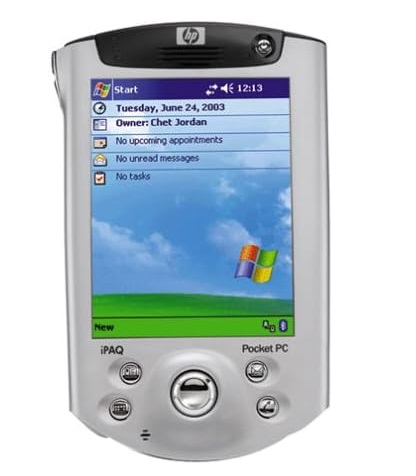 hp
Start 12:13
Tuesday, June 24, 2003
Owner: Chet Jordan
No upcoming appointments
No unread messages
No tasks
New
iPAQ Pocket PC